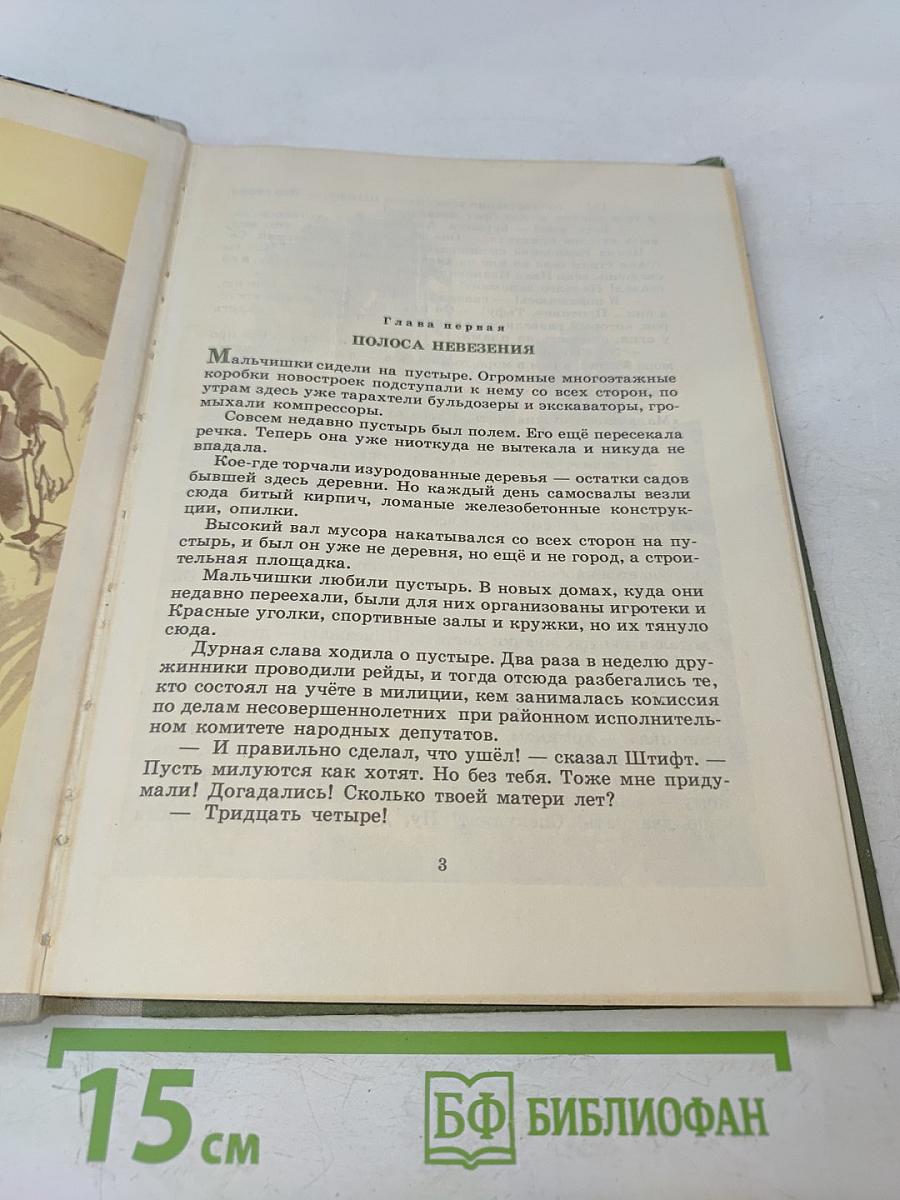 Глава первая
ПОЛОСА НЕВЕЗЕНИЯ
Мальчишки сидели на пустыре. Огромные многоэтажные
коробки новостроек подступали к нему со всех сторон, по
утрам здесь уже тарахтели бульдозеры и экскаваторы, гро-
мыхали компрессоры.
Совсем недавно пустырь был полем. Его ещё пересекала
речка. Теперь она уже ниоткуда не вытекала и никуда не
впадала.
Кое-где торчали изуродованные деревья — остатки садов
бывшей здесь деревни. Но каждый день самосвалы везли
сюда битый кирпич, ломаные железобетонные конструк-
ции, опилки.
Высокий вал мусора накатывался со всех сторон на пу-
стырь, и был он уже не деревня, но ещё и не город, а строи-
тельная площадка.
Мальчишки любили пустырь. В новых домах, куда они
недавно переехали, были для них организованы игротеки и
Красные уголки, спортивные залы и кружки, но их тянуло
сюда.
Дурная слава ходила о пустыре. Два раза в неделю дру-
жинники проводили рейды, и тогда отсюда разбегались те,
кто состоял на учёте в милиции, кем занималась комиссия
по делам несовершеннолетних при районном исполнитель-
ном комитете народных депутатов.
— И правильно сделал, что ушёл! — сказал Штифт. —
Пусть милуются как хотят. Но без тебя. Тоже мне приду-
мали! Догадались! Сколько твоей матери лет?
— Тридцать четыре!
3
15 см
БФ БИБЛИОФАН